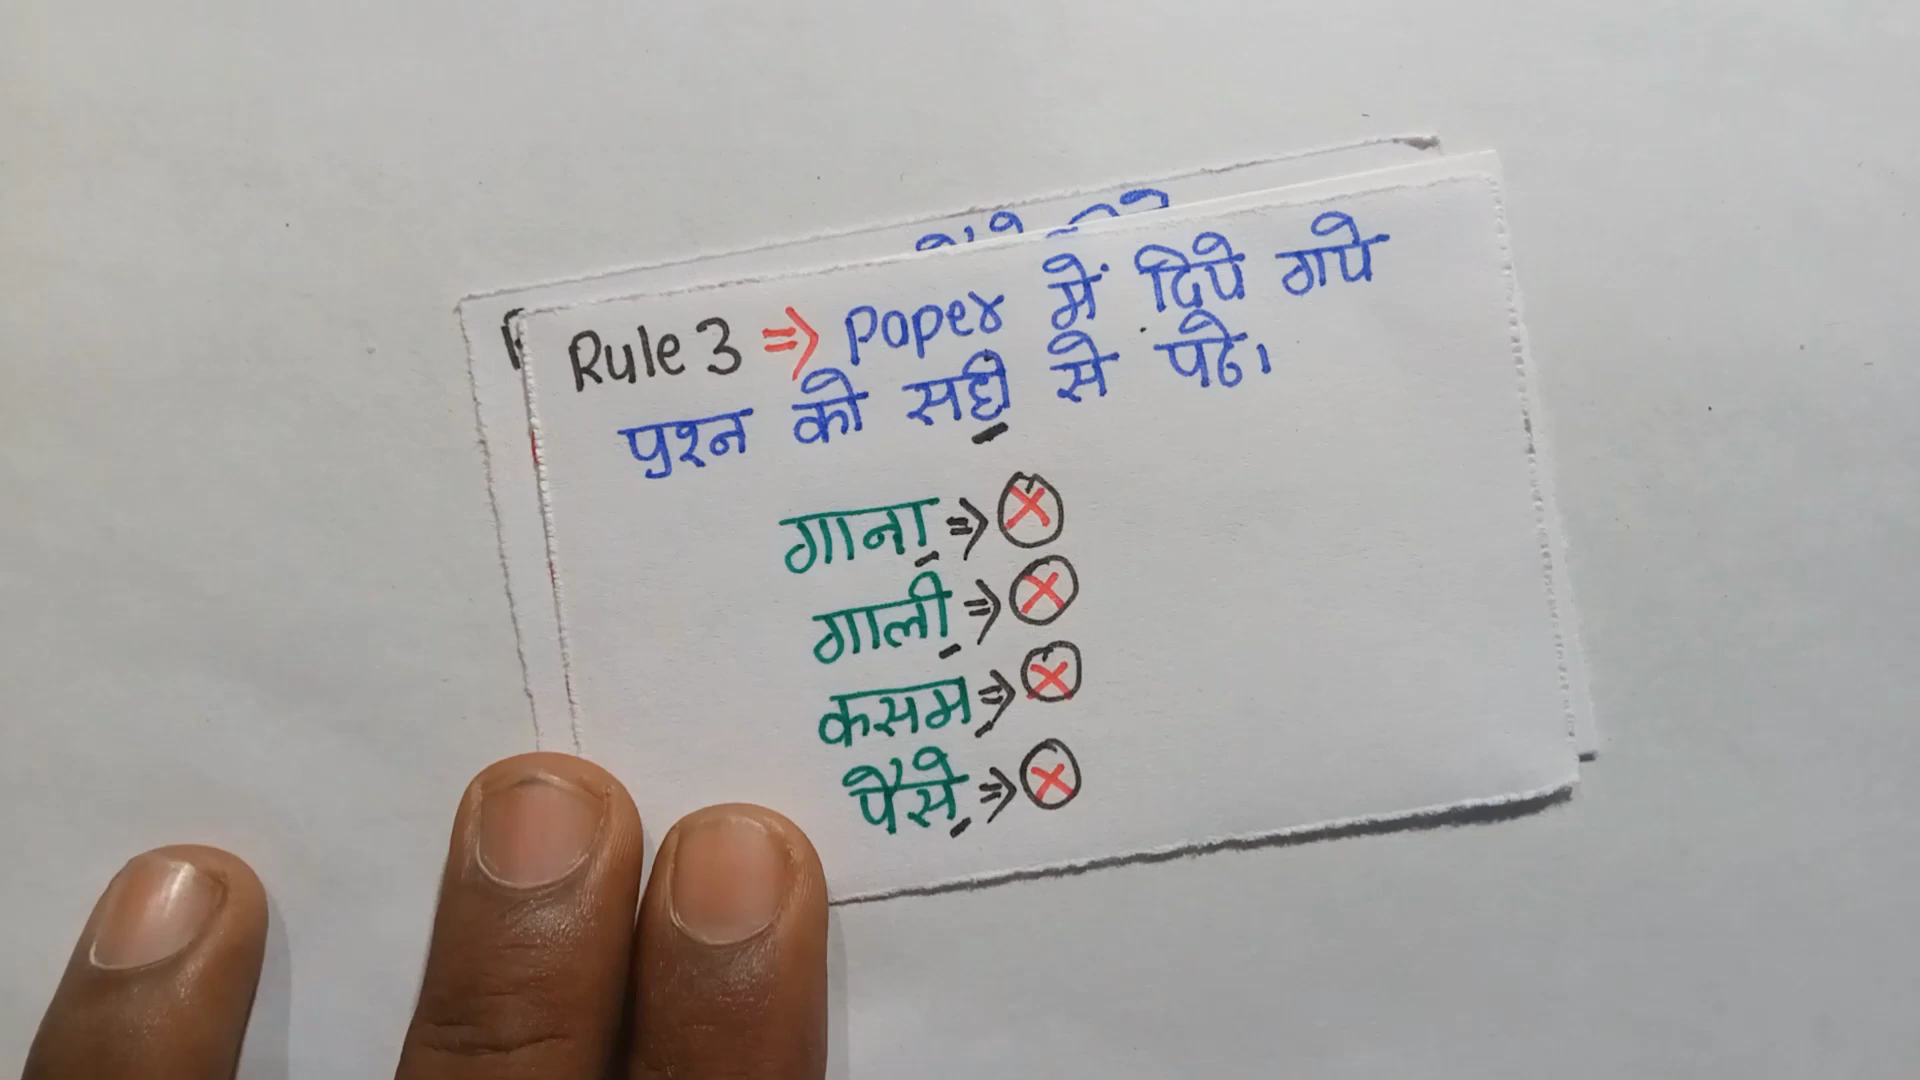 Rule 3 => Paper में दिये गये
प्रश्न को सही से पढे।
गाना =>
गाली =>
कसम =>
पैसे =>